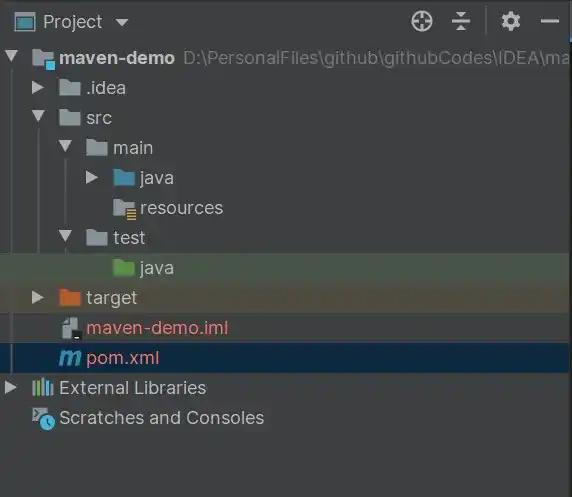 Project
maven-demo D:\PersonalFiles\github\githubCodes\IDEA\ma
.idea
src
main
java
resources
test
java
target
maven-demo.iml
m pom.xml
External Libraries
Scratches and Consoles